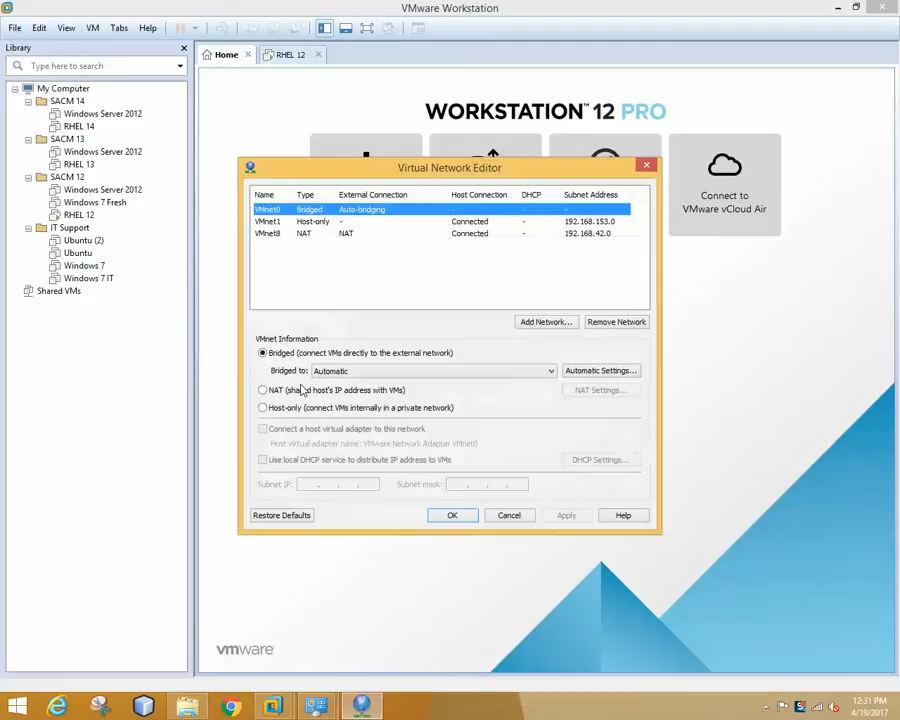 VMware Workstation
File Edit View VM Tabs Help
Library
Home
RHEL 12
Type here to search
My Computer
SACM 14
Windows Server 2012
RHEL 14
SACM 13
Windows Server 2012
RHEL 13
SACM 12
Windows Server 2012
Windows 7 Fresh
RHEL 12
IT Support
Ubuntu (2)
Ubuntu
Windows 7
Windows 7 IT
Shared VMs
WORKSTATION™ 12 PRO
Connect to
VMware vCloud Air
Virtual Network Editor
Name Type External Connection Host Connection DHCP Subnet Address
VMnet0 Bridged Auto-bridging - - -
VMnet1 Host-only - Connected - 192.168.153.0
VMnet8 NAT NAT Connected - 192.168.42.0
Add Network... Remove Network
VMnet Information
Bridged (connect VMs directly to the external network)
Bridged to: Automatic Automatic Settings...
NAT (shared host's IP address with VMs) NAT Settings...
Host-only (connect VMs internally in a private network)
Connect a host virtual adapter to this network
Host virtual adapter name: VMware Network Adapter VMnet0
Use local DHCP service to distribute IP address to VMs DHCP Settings...
Subnet IP: . . . Subnet mask: . . .
Restore Defaults OK Cancel Apply Help
vmware
12:31 PM
4/19/2017